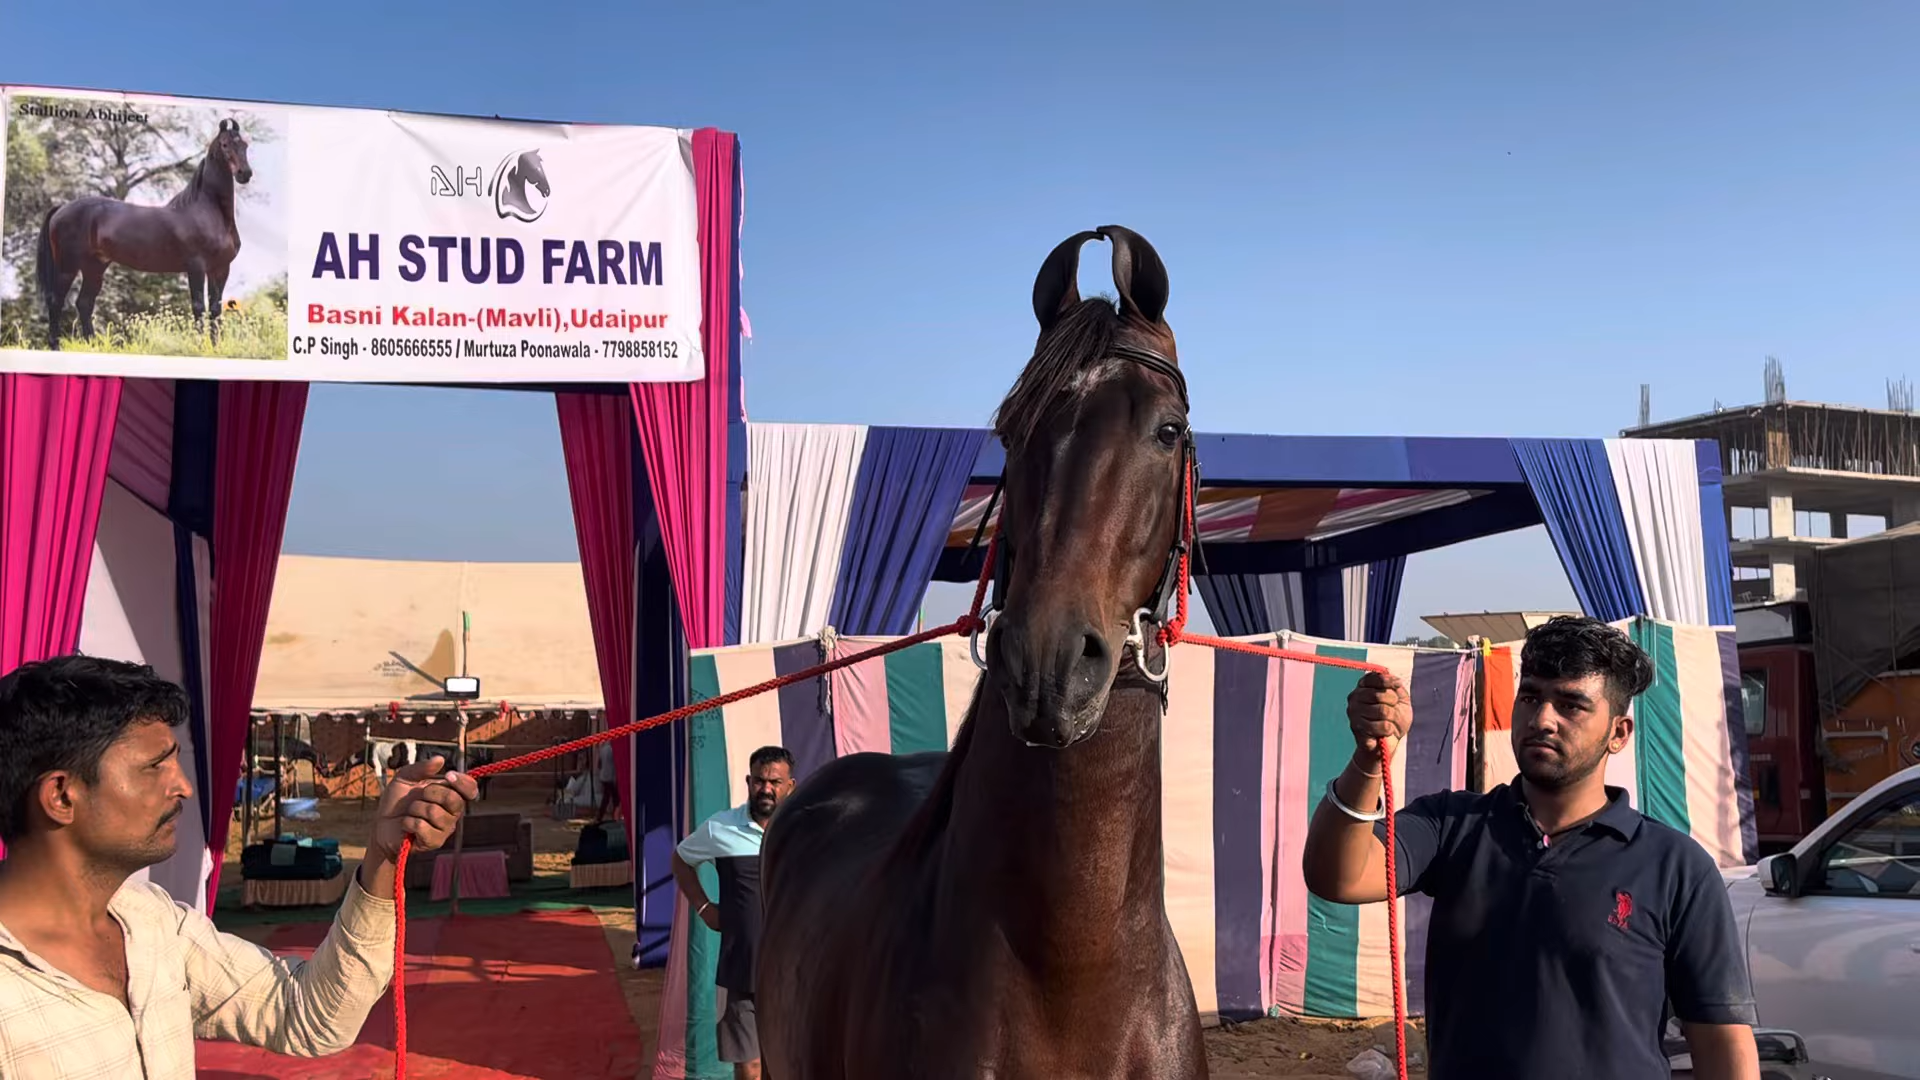 Stallion Abhijeet
AH
AH STUD FARM
Basni Kalan-(Mavli),Udaipur
C.P Singh - 8605666555 / Murtuza Poonawala - 7798858152